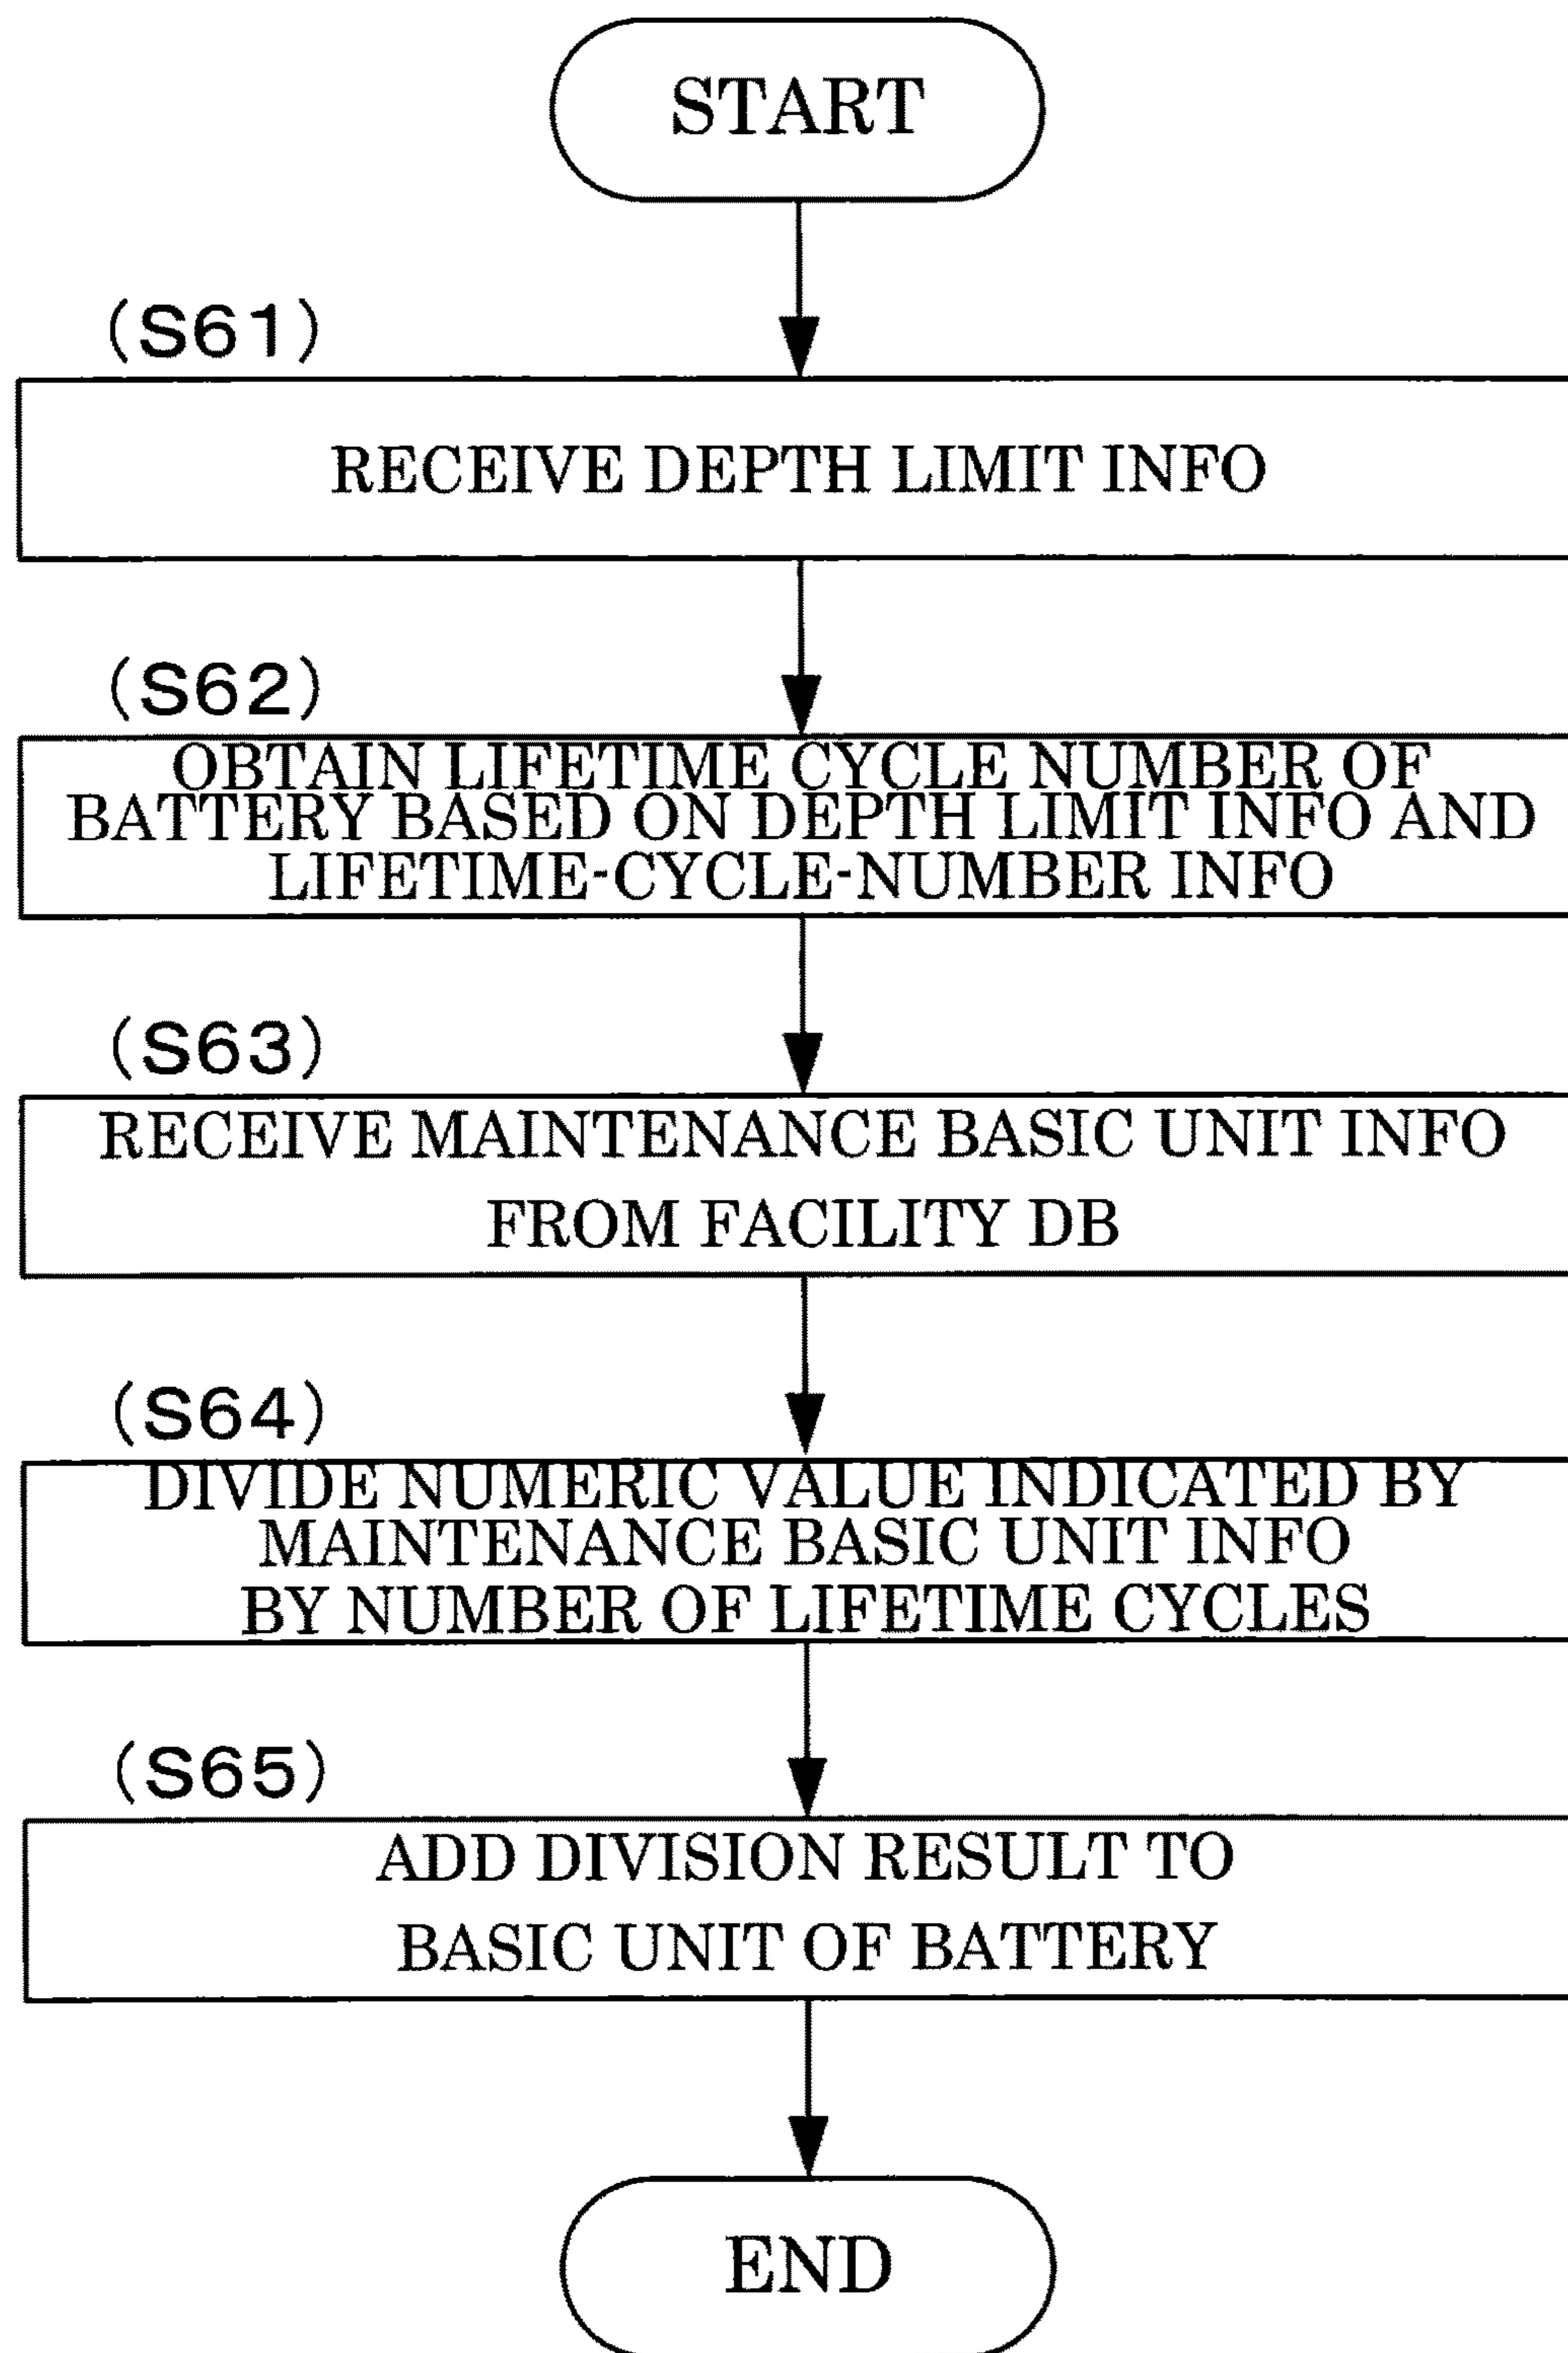 START
(S61)
RECEIVE DEPTH LIMIT INFO
(S62)
OBTAIN LIFETIME CYCLE NUMBER OF
BATTERY BASED ON DEPTH LIMIT INFO AND
LIFETIME-CYCLE-NUMBER INFO
(S63)
RECEIVE MAINTENANCE BASIC UNIT INFO
FROM FACILITY DB
(S64)
DIVIDE NUMERIC VALUE INDICATED BY
MAINTENANCE BASIC UNIT INFO
BY NUMBER OF LIFETIME CYCLES
(S65)
ADD DIVISION RESULT TO
BASIC UNIT OF BATTERY
END